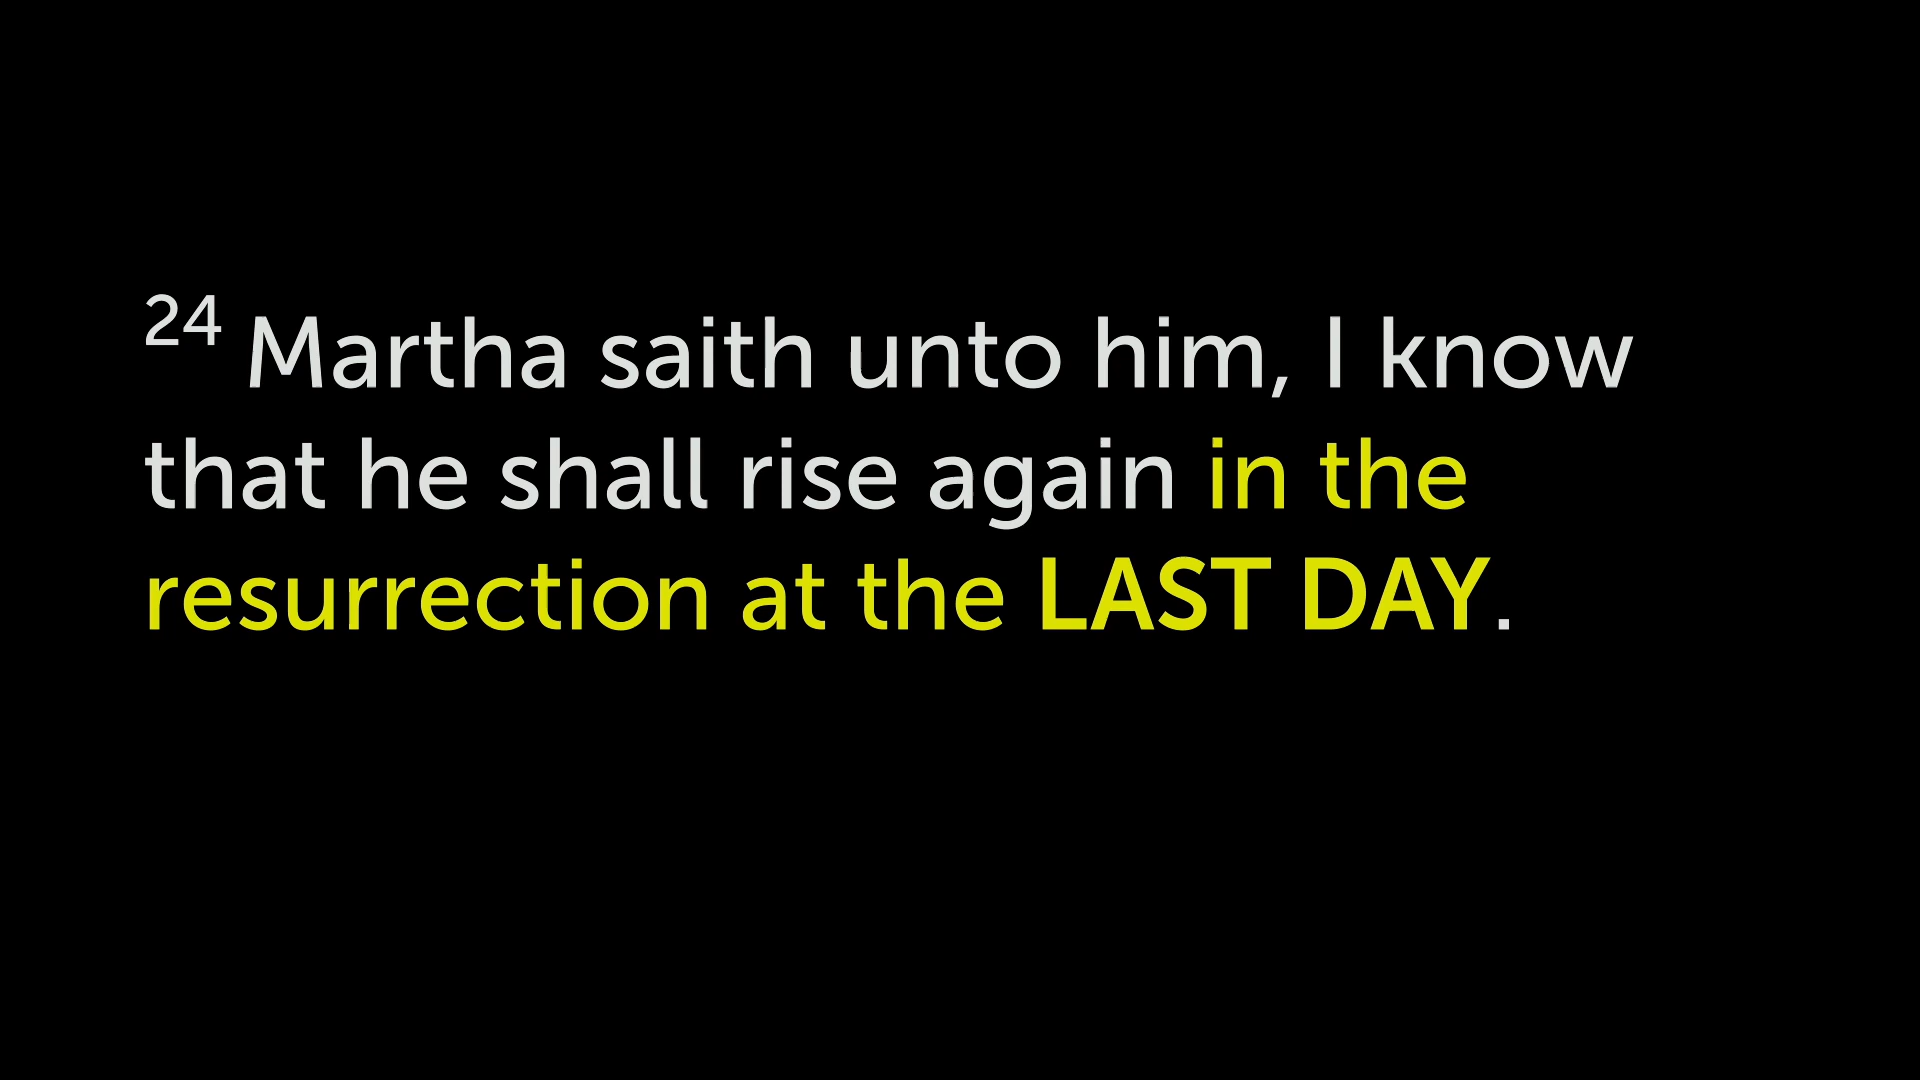 24 Martha saith unto him, I know
that he shall rise again in the
resurrection at the LAST DAY.